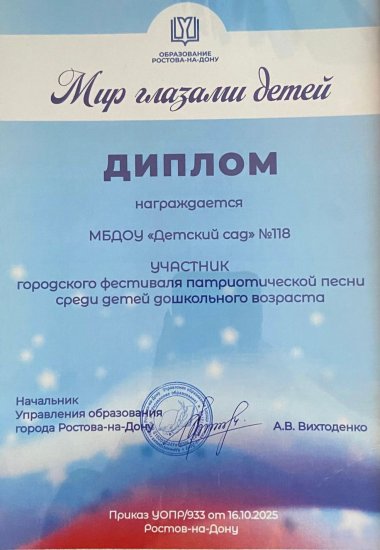 ОБРАЗОВАНИЕ
РОСТОВА-НА-ДОНУ
Мир глазами детей
ДИПЛОМ
награждается
МБДОУ «Детский сад» №118
УЧАСТНИК
городского фестиваля патриотической песни
среди детей дошкольного возраста
Начальник
Управления образования
города Ростова-на-Дону
А.В. Вихтоденко
Приказ УОПР/933 от 16.10.2025
Ростов-на-Дону